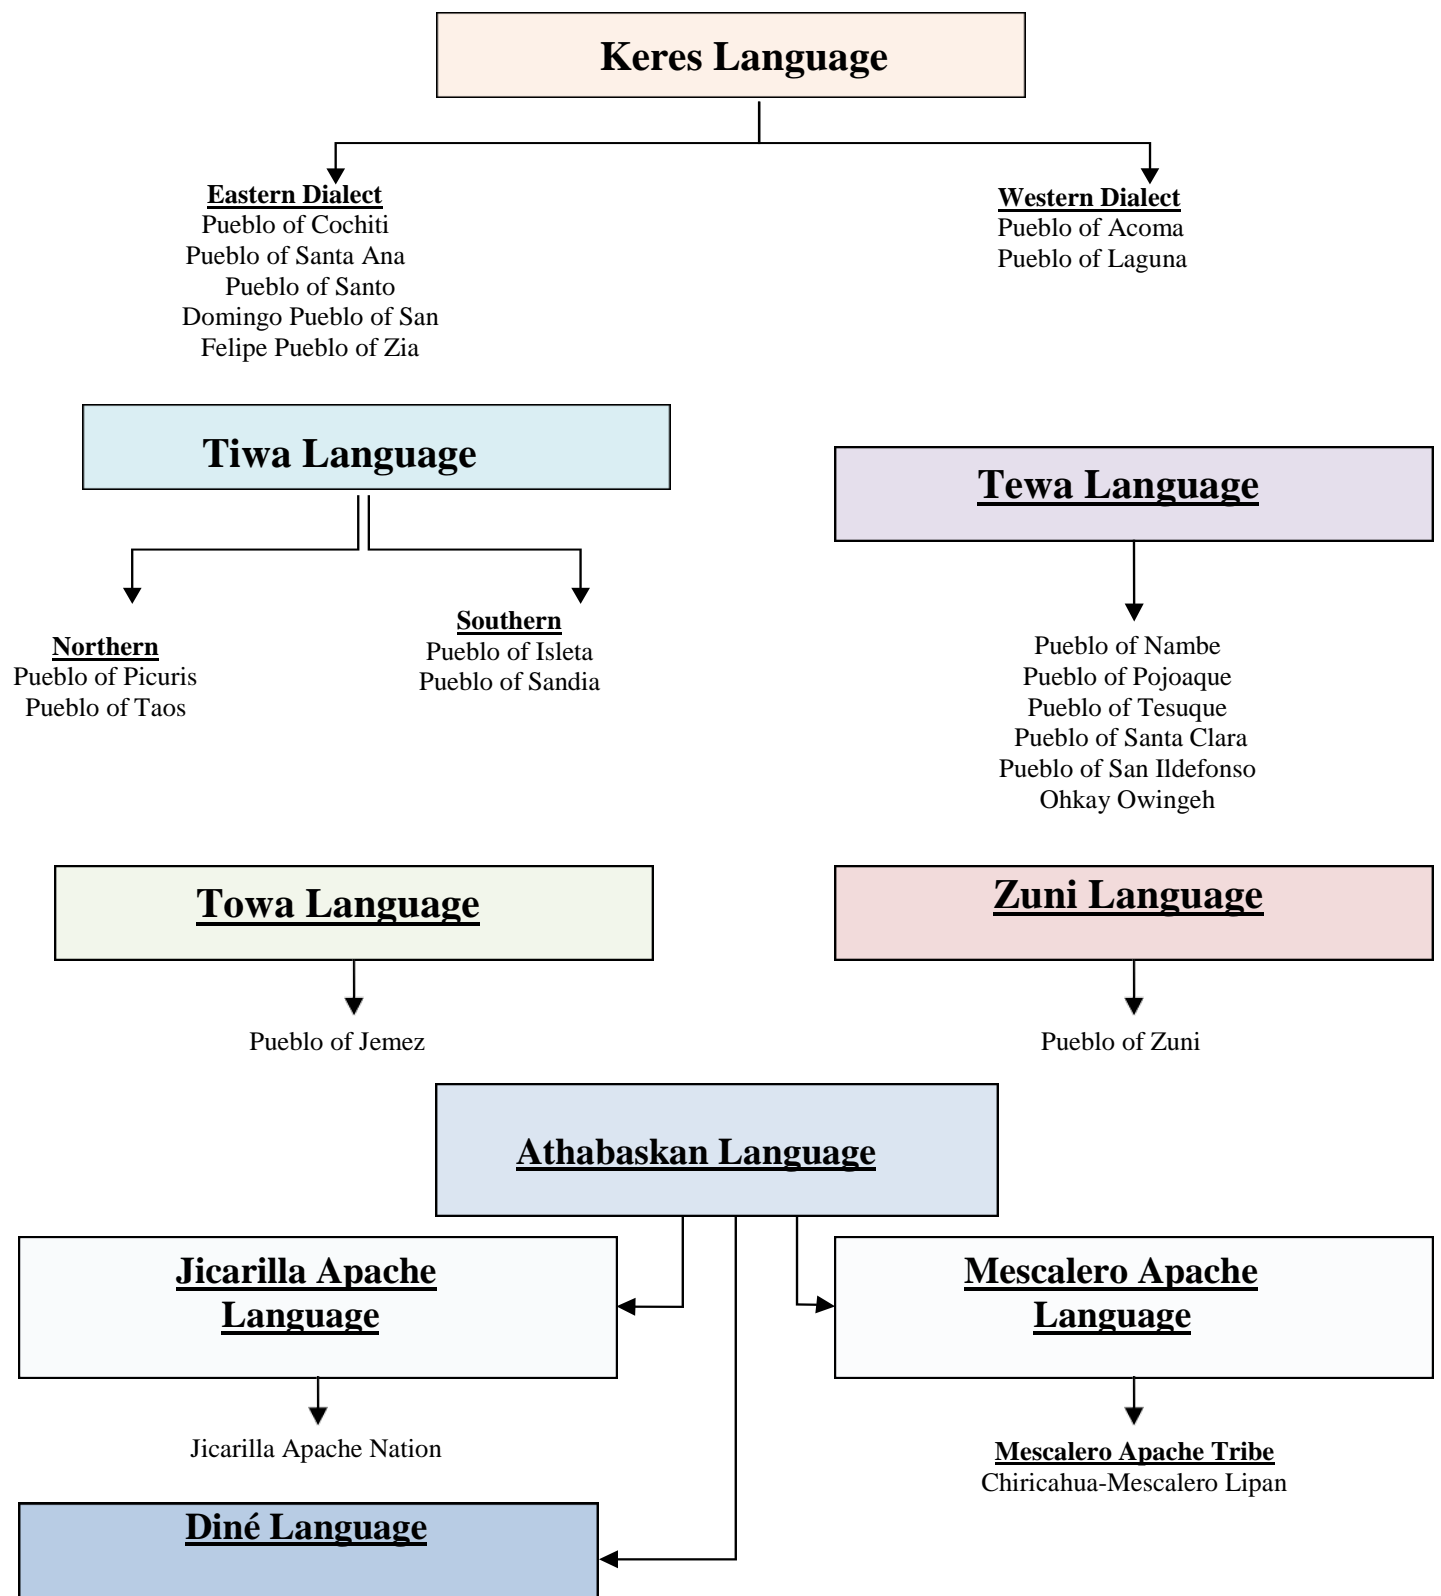 Keres Language
Eastern Dialect
Pueblo of Cochiti
Pueblo of Santa Ana
Pueblo of Santo
Domingo Pueblo of San
Felipe Pueblo of Zia
Western Dialect
Pueblo of Acoma
Pueblo of Laguna
Tiwa Language
Northern
Pueblo of Picuris
Pueblo of Taos
Southern
Pueblo of Isleta
Pueblo of Sandia
Tewa Language
Pueblo of Nambe
Pueblo of Pojoaque
Pueblo of Tesuque
Pueblo of Santa Clara
Pueblo of San Ildefonso
Ohkay Owingeh
Towa Language
Pueblo of Jemez
Zuni Language
Pueblo of Zuni
Athabaskan Language
Jicarilla Apache
Language
Jicarilla Apache Nation
Mescalero Apache
Language
Mescalero Apache Tribe
Chiricahua-Mescalero Lipan
Diné Language